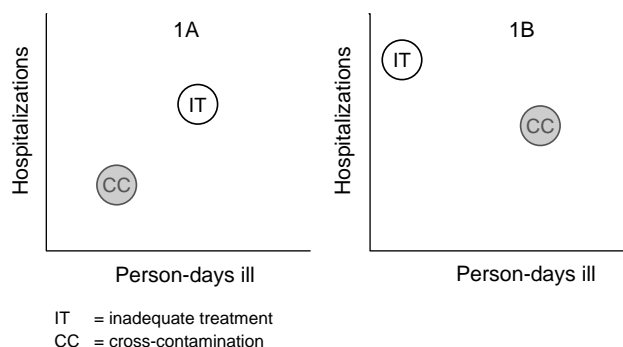 1A
IT
CC
Hospitalizations
Person-days ill
1B
IT
CC
Hospitalizations
Person-days ill
IT = inadequate treatment
CC = cross-contamination